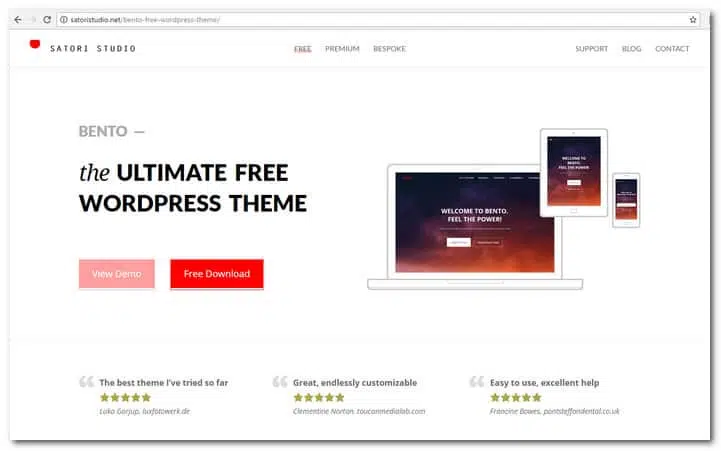 satoristudio.net/bento-free-wordpress-theme/
SATORI STUDIO
FREE PREMIUM BESPOKE
SUPPORT BLOG CONTACT
BENTO —
the ULTIMATE FREE
WORDPRESS THEME
View Demo
Free Download
WELCOME TO BENTO.
FEEL THE POWER!
WELCOME TO
BENTO.
FEEL THE POWER
“ The best theme I've tried so far
Laka Gorjup, luxfotowerk.de
“ Great, endlessly customizable
Clementine Norton, toucanmedialab.com
“ Easy to use, excellent help
Francine Bowes, pantsteffandental.co.uk